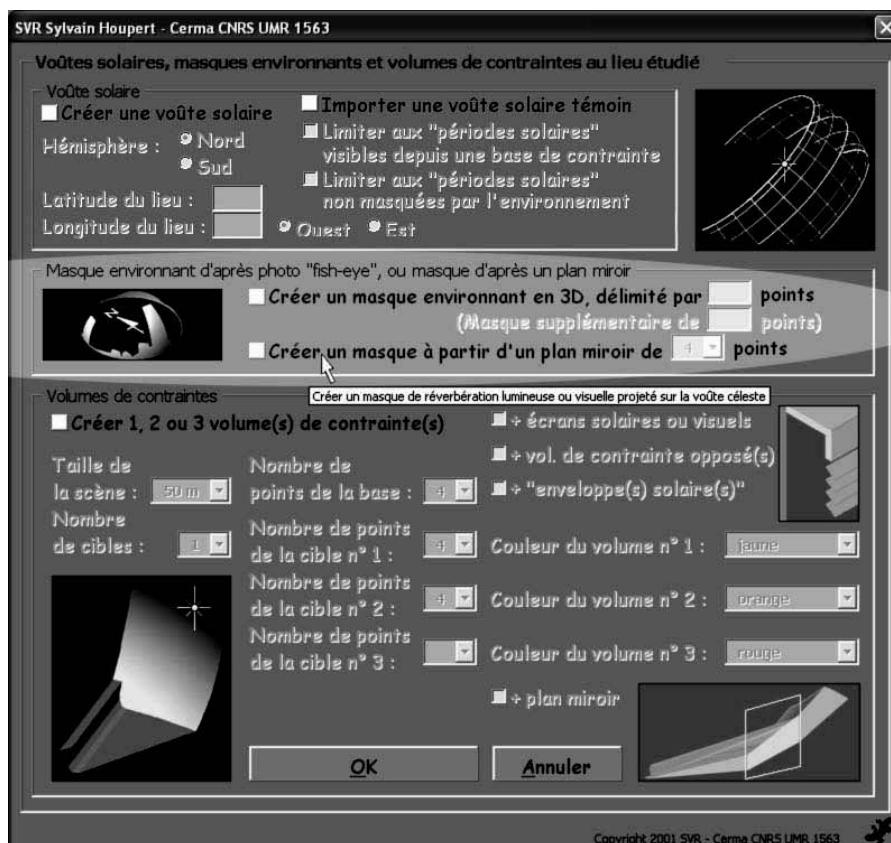 SVR Sylvain Houpert - Cerma CNRS UMR 1563
Voûtes solaires, masques environnants et volumes de contraintes au lieu étudié
Voûte solaire
Créer une voûte solaire
Hémisphère : Nord
Sud
Latitude du lieu :
Longitude du lieu : Ouest Est
Importer une voûte solaire témoin
Limiter aux "périodes solaires"
visibles depuis une base de contrainte
Limiter aux "périodes solaires"
non masquées par l'environnement
Masque environnant d'après photo "fish-eye", ou masque d'après un plan miroir
N
Créer un masque environnant en 3D, délimité par points
(Masque supplémentaire de points)
Créer un masque à partir d'un plan miroir de 4 points
Créer un masque de réverbération lumineuse ou visuelle projeté sur la voûte céleste
Volumes de contraintes
Créer 1, 2 ou 3 volume(s) de contrainte(s)
+ écrans solaires ou visuels
+ vol. de contrainte opposé(s)
+ "enveloppe(s) solaire(s)"
Taille de
la scène : 50 m
Nombre
de cibles : 1
Nombre de
points de la base : 4
Nombre de points
de la cible n° 1 : 4
Nombre de points
de la cible n° 2 : 4
Nombre de points
de la cible n° 3 :
Couleur du volume n° 1 : jaune
Couleur du volume n° 2 : orange
Couleur du volume n° 3 : rouge
+ plan miroir
OK
Annuler
Copyright 2001 SVR - Cerma CNRS UMR 1563